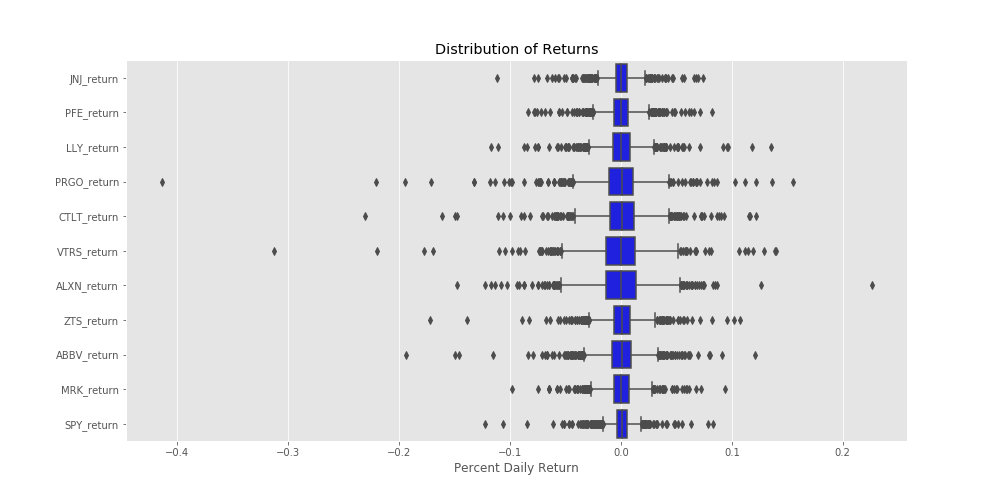 Distribution of Returns
JNJ_return
PFE_return
LLY_return
PRGO_return
CTLT_return
VTRS_return
ALXN_return
ZTS_return
ABBV_return
MRK_return
SPY_return
−0.4 −0.3 −0.2 −0.1 0.0 0.1 0.2
Percent Daily Return